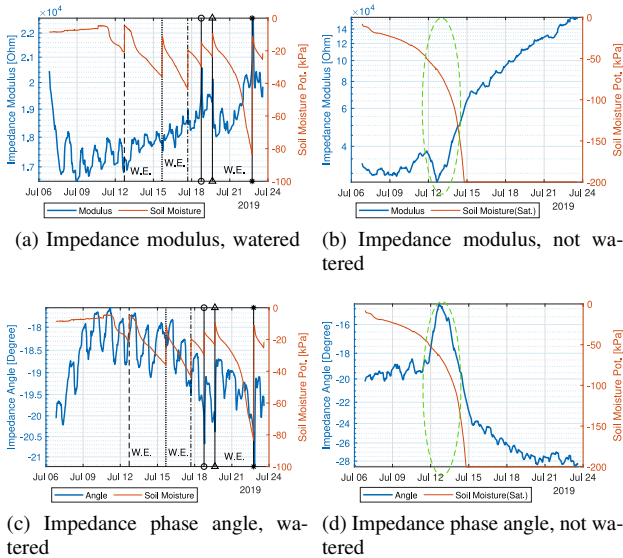 ×10⁴
2.2
2.1
2.0
1.9
1.8
1.7
Impedance Modulus [Ohm]
0
-20
-40
-60
-80
-100
Soil Moisture Pot. [kPa]
W.E.
W.E.
W.E.
Jul 06 Jul 09 Jul 12 Jul 15 Jul 18 Jul 21 Jul 24
2019
Modulus Soil Moisture
(a) Impedance modulus, watered
×10⁴
14
12
10
8
6
4
Impedance Modulus [Ohm]
0
-50
-100
-150
-200
Soil Moisture Pot. [kPa]
Jul 06 Jul 09 Jul 12 Jul 15 Jul 18 Jul 21 Jul 24
2019
Modulus Soil Moisture(Sat.)
(b) Impedance modulus, not wa-
tered
-18
-18.5
-19
-19.5
-20
-20.5
-21
Impedance Angle [Degree]
0
-20
-40
-60
-80
-100
Soil Moisture Pot. [kPa]
W.E.
W.E.
W.E.
Jul 06 Jul 09 Jul 12 Jul 15 Jul 18 Jul 21 Jul 24
2019
Angle Soil Moisture
(c) Impedance phase angle, wa-
tered
-16
-18
-20
-22
-24
-26
-28
Impedance Angle [Degree]
0
-50
-100
-150
-200
Soil Moisture Pot. [kPa]
Jul 06 Jul 09 Jul 12 Jul 15 Jul 18 Jul 21 Jul 24
2019
Angle Soil Moisture(Sat.)
(d) Impedance phase angle, not wa-
tered